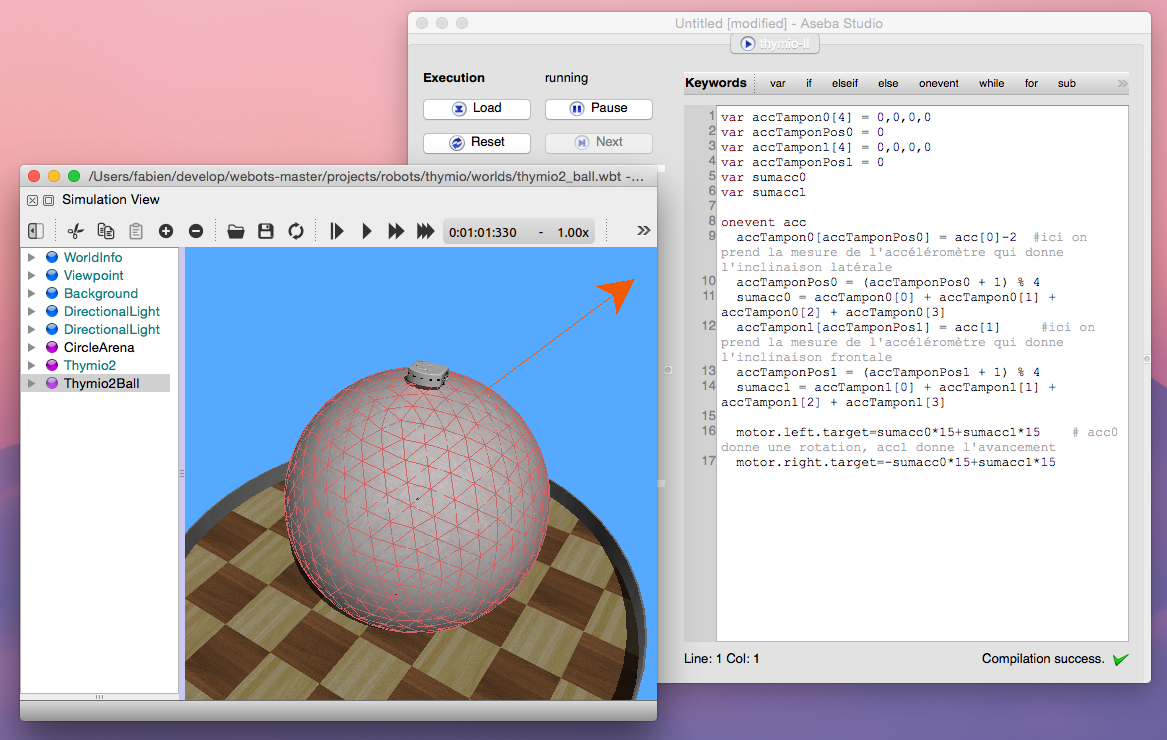 Untitled [modified] - Aseba Studio
thymio-II
Execution
running
Load
Pause
Reset
Next
Keywords
var if elseif else onevent while for sub »
1 var accTampon0[4] = 0,0,0,0
2 var accTamponPos0 = 0
3 var accTampon1[4] = 0,0,0,0
4 var accTamponPos1 = 0
5 var sumacc0
6 var sumacc1
7
8 onevent acc
9 accTampon0[accTamponPos0] = acc[0]-2 #ici on
prend la mesure de l'accéléromètre qui donne
l'inclinaison latérale
10 accTamponPos0 = (accTamponPos0 + 1) % 4
11 sumacc0 = accTampon0[0] + accTampon0[1] +
accTampon0[2] + accTampon0[3]
12 accTampon1[accTamponPos1] = acc[1] #ici on
prend la mesure de l'accéléromètre qui donne
l'inclinaison frontale
13 accTamponPos1 = (accTamponPos1 + 1) % 4
14 sumacc1 = accTampon1[0] + accTampon1[1] +
accTampon1[2] + accTampon1[3]
15
16 motor.left.target=sumacc0*15+sumacc1*15 # acc0
donne une rotation, acc1 donne l'avancement
17 motor.right.target=-sumacc0*15+sumacc1*15
Line: 1 Col: 1
Compilation success.
/Users/fabien/develop/webots-master/projects/robots/thymio/worlds/thymio2_ball.wbt -...
Simulation View
0:01:01:330 - 1.00x
»
WorldInfo
Viewpoint
Background
DirectionalLight
DirectionalLight
CircleArena
Thymio2
Thymio2Ball